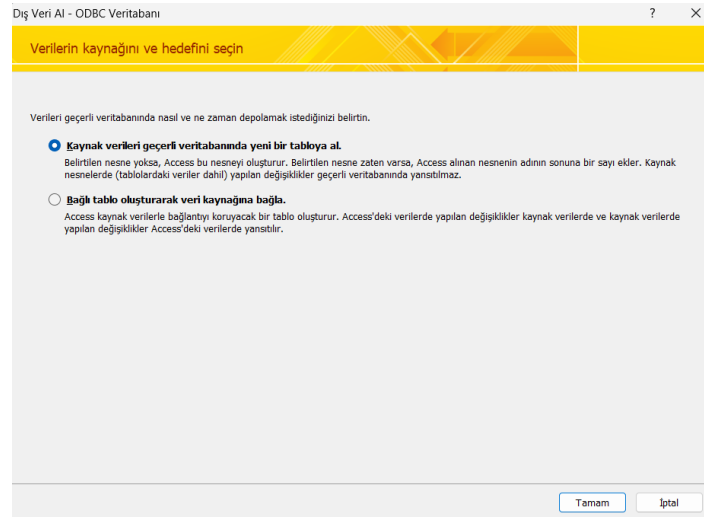 Dış Veri Al - ODBC Veritabanı ? ✕
Verilerin kaynağını ve hedefini seçin
Verileri geçerli veritabanında nasıl ve ne zaman depolamak istediğinizi belirtin.
Kaynak verileri geçerli veritabanında yeni bir tabloya al.
Belirtilen nesne yoksa, Access bu nesneyi oluşturur. Belirtilen nesne zaten varsa, Access alınan nesnenin adının sonuna bir sayı ekler. Kaynak
nesnelerde (tablolardaki veriler dahil) yapılan değişiklikler geçerli veritabanında yansıtılmaz.
Bağlı tablo oluşturarak veri kaynağına bağla.
Access kaynak verilerle bağlantıyı koruyacak bir tablo oluşturur. Access'deki verilerde yapılan değişiklikler kaynak verilerde ve kaynak verilerde
yapılan değişiklikler Access'deki verilerde yansıtılır.
Tamam İptal